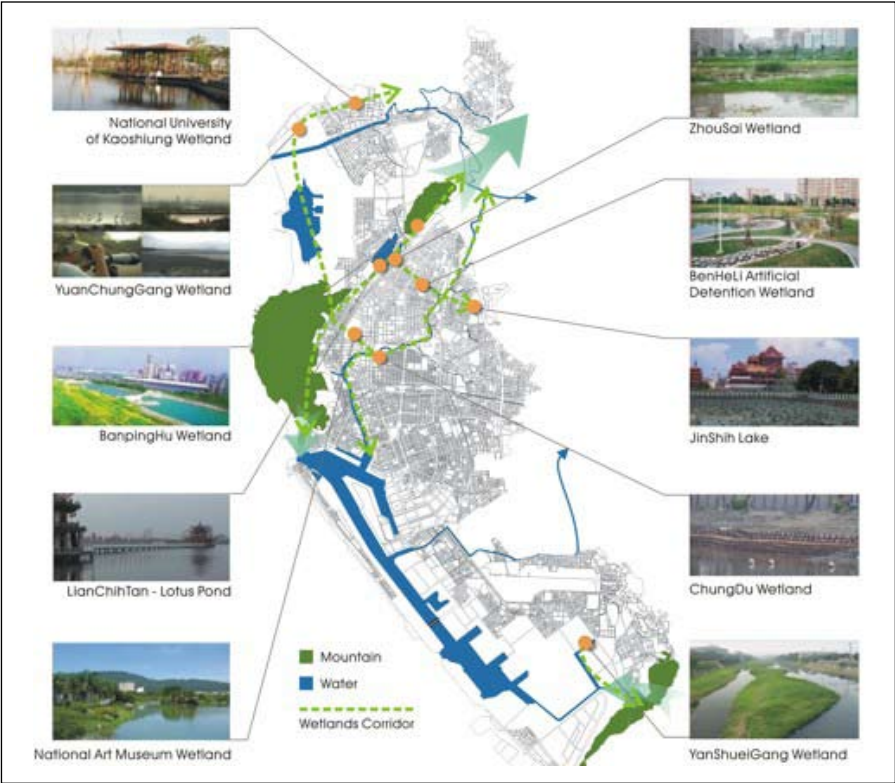 National University
of Kaoshiung Wetland
YuanChungGang Wetland
BanpingHu Wetland
LianChihTan - Lotus Pond
National Art Museum Wetland
ZhouSai Wetland
BenHeLi Artificial
Detention Wetland
JinShih Lake
ChungDu Wetland
YanShueiGang Wetland
Mountain
Water
Wetlands Corridor